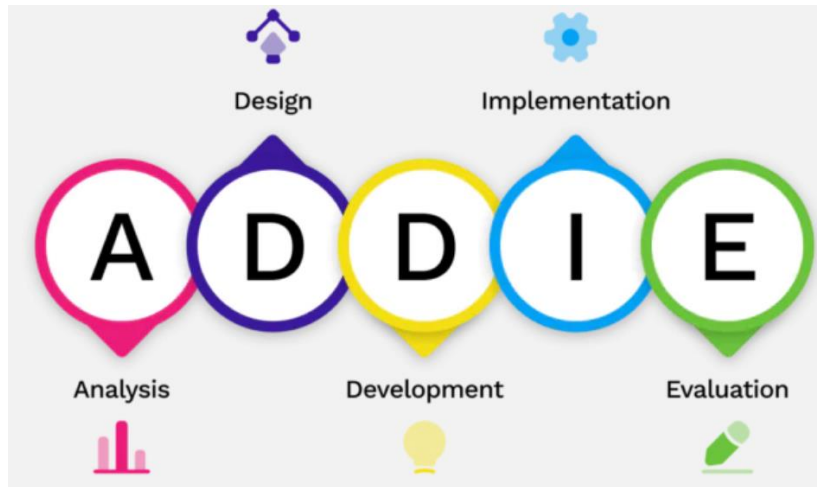 Design
Implementation
A D D I E
Analysis
Development
Evaluation